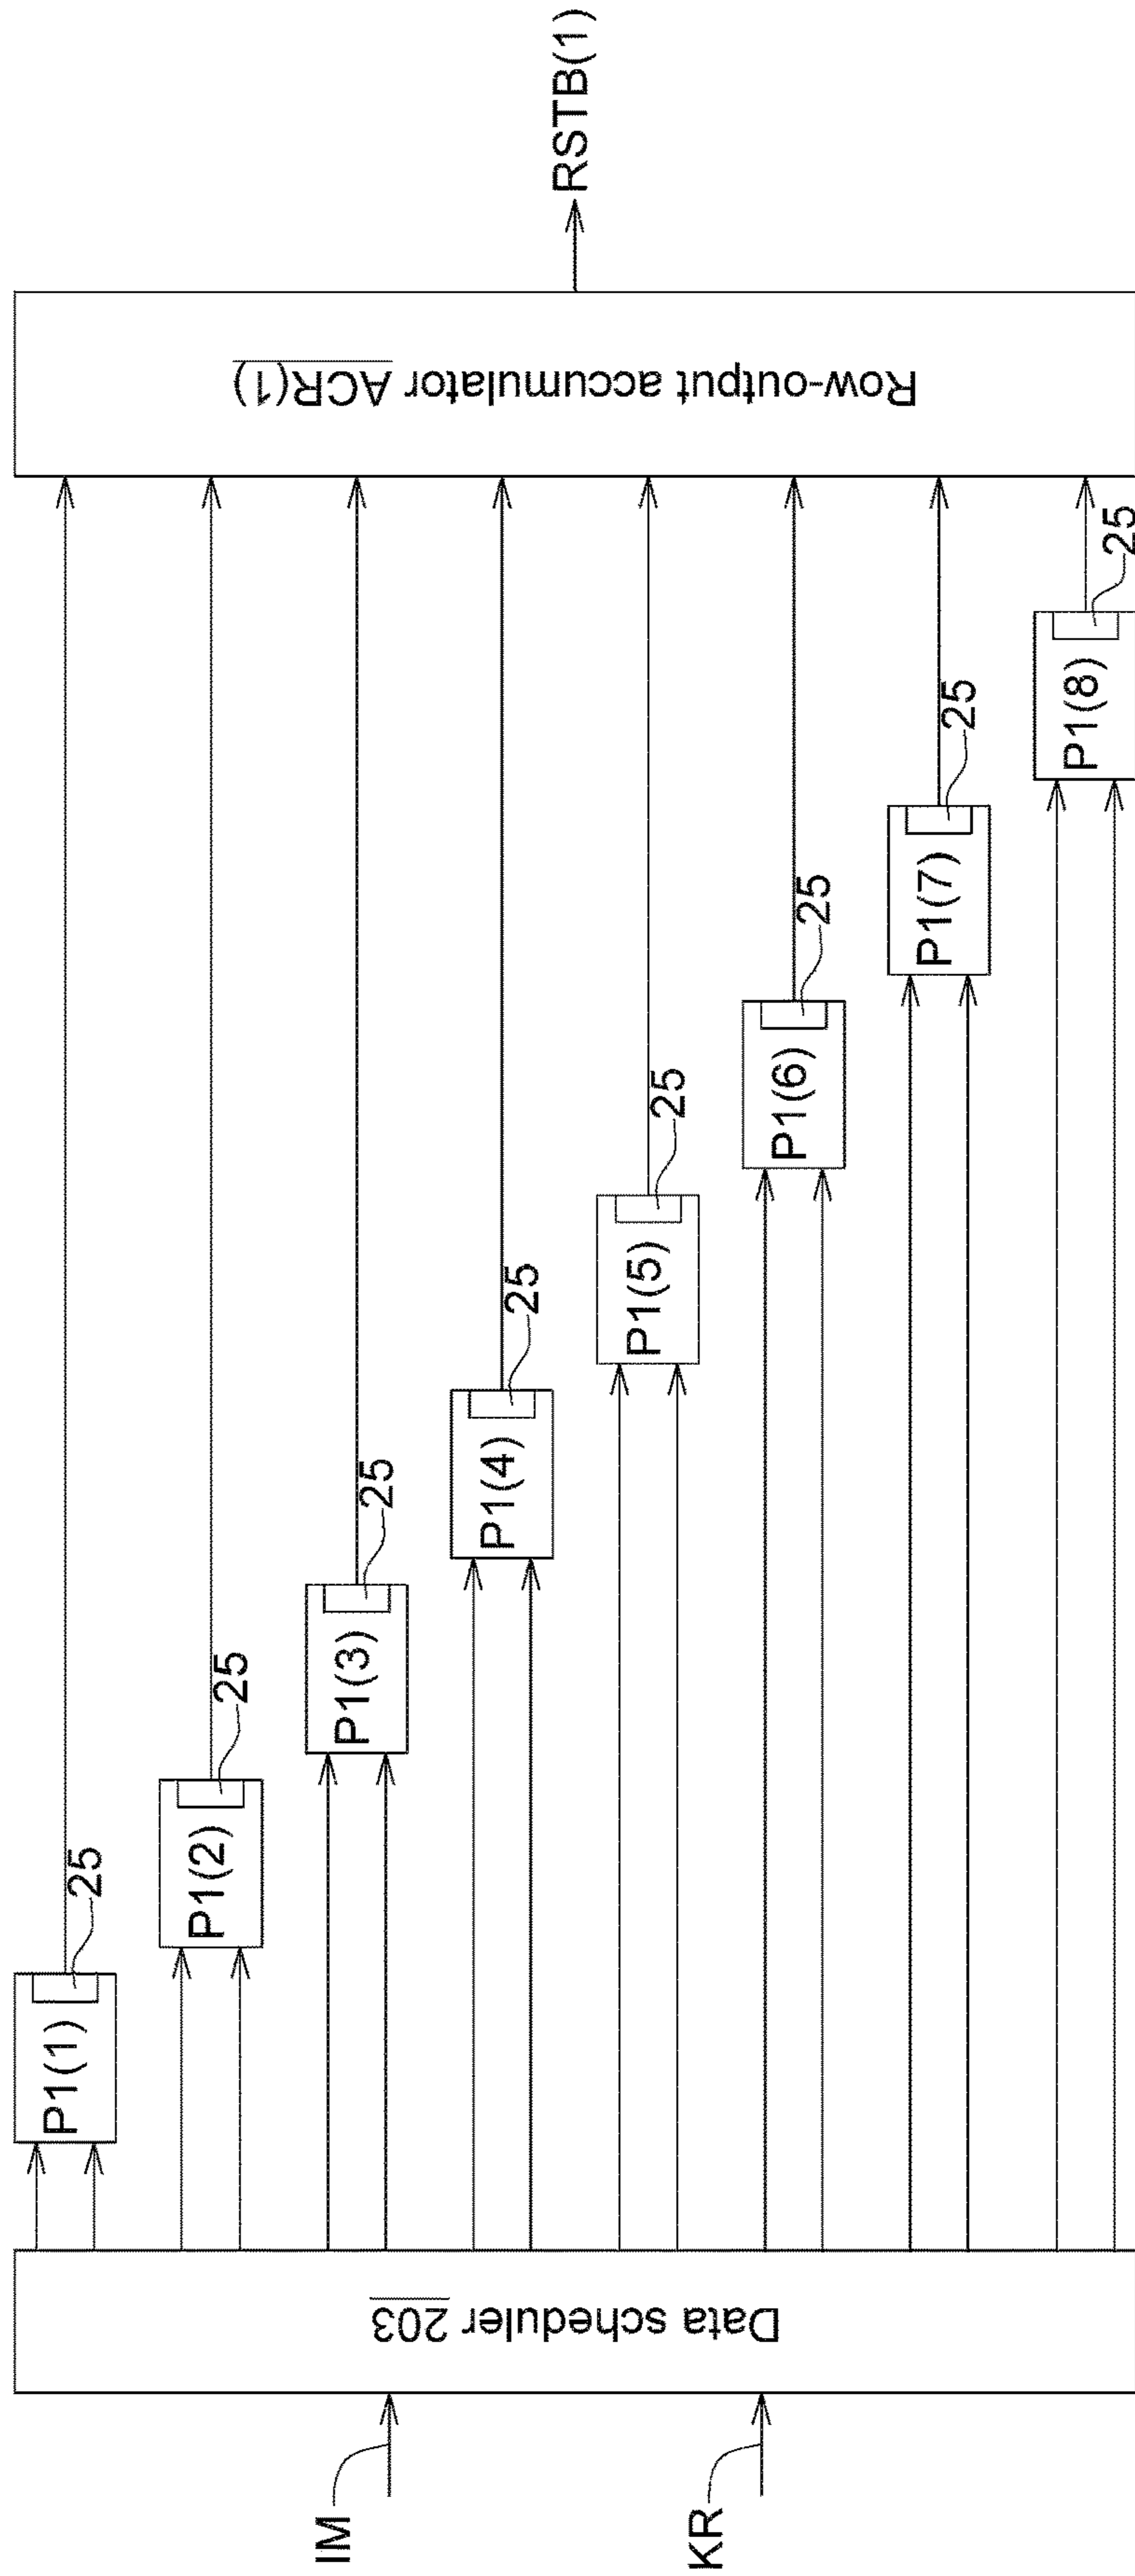 IM
KR
Data scheduler 203
P1(1)
25
P1(2)
25
P1(3)
25
P1(4)
25
P1(5)
25
P1(6)
25
P1(7)
25
P1(8)
25
Row-output accumulator ACR(1)
RSTB(1)